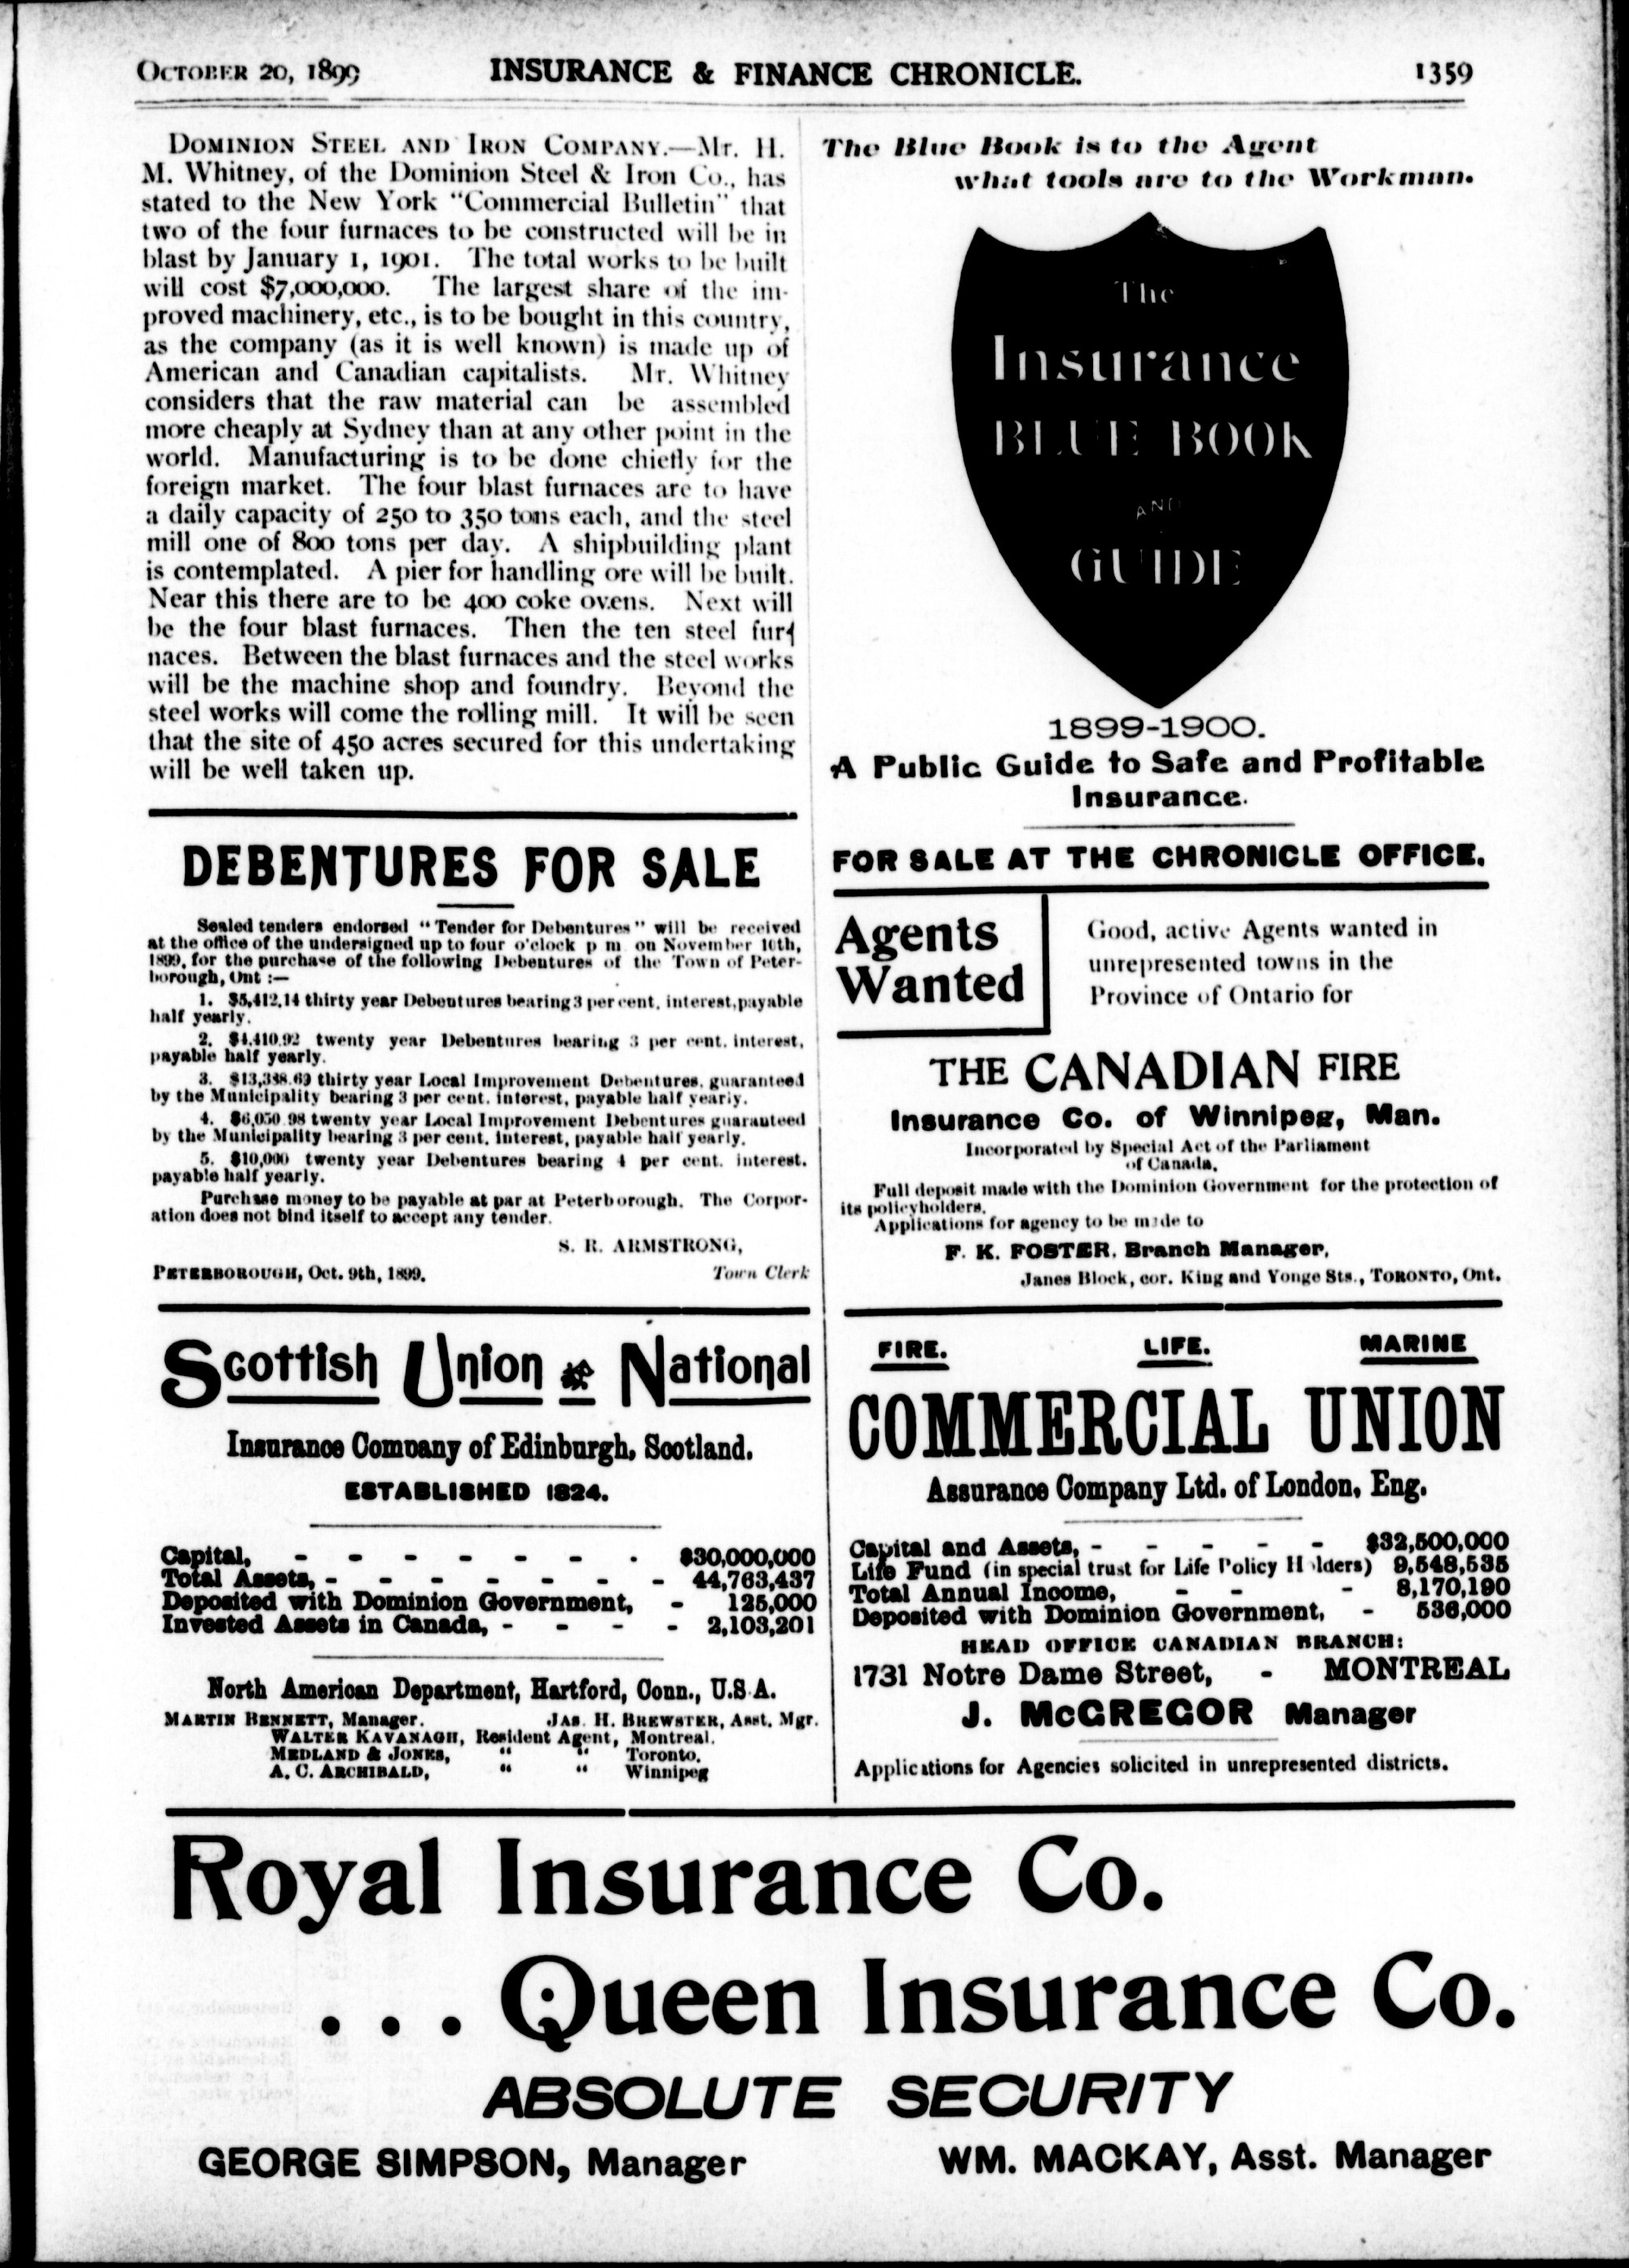 OCTOBER 20, 1899 INSURANCE & FINANCE CHRONICLE. 1359
DOMINION STEEL AND IRON COMPANY.—Mr. H.
M. Whitney, of the Dominion Steel & Iron Co., has
stated to the New York "Commercial Bulletin" that
two of the four furnaces to be constructed will be in
blast by January 1, 1901. The total works to be built
will cost $7,000,000. The largest share of the im-
proved machinery, etc., is to be bought in this country,
as the company (as it is well known) is made up of
American and Canadian capitalists. Mr. Whitney
considers that the raw material can be assembled
more cheaply at Sydney than at any other point in the
world. Manufacturing is to be done chiefly for the
foreign market. The four blast furnaces are to have
a daily capacity of 250 to 350 tons each, and the steel
mill one of 800 tons per day. A shipbuilding plant
is contemplated. A pier for handling ore will be built.
Near this there are to be 400 coke ovens. Next will
be the four blast furnaces. Then the ten steel fur-
naces. Between the blast furnaces and the steel works
will be the machine shop and foundry. Beyond the
steel works will come the rolling mill. It will be seen
that the site of 450 acres secured for this undertaking
will be well taken up.
DEBENTURES FOR SALE
Sealed tenders endorsed "Tender for Debentures" will be received
at the office of the undersigned up to four o'clock p m on November 10th,
1899, for the purchase of the following Debentures of the Town of Peter-
borough, Ont :—
1. $5,412.14 thirty year Debentures bearing 3 per cent. interest, payable
half yearly.
2. $4,410.92 twenty year Debentures bearing 3 per cent. interest,
payable half yearly.
3. $13,338.69 thirty year Local Improvement Debentures, guaranteed
by the Municipality bearing 3 per cent. interest, payable half yearly.
4. $6,050.98 twenty year Local Improvement Debentures guaranteed
by the Municipality bearing 3 per cent. interest, payable half yearly.
5. $10,000 twenty year Debentures bearing 4 per cent. interest.
payable half yearly.
Purchase money to be payable at par at Peterborough. The Corpor-
ation does not bind itself to accept any tender.
S. R. ARMSTRONG,
PETERBOROUGH, Oct. 9th, 1899. Town Clerk
Scottish Union & National
Insurance Company of Edinburgh, Scotland.
ESTABLISHED 1824.
Capital, - - - - - - - $30,000,000
Total Assets, - - - - - - - 44,763,437
Deposited with Dominion Government, - 125,000
Invested Assets in Canada, - - - - 2,103,201
North American Department, Hartford, Conn., U.S.A.
MARTIN BENNETT, Manager. JAS. H. BREWSTER, Asst. Mgr.
WALTER KAVANAGH, Resident Agent, Montreal.
MEDLAND & JONES, " " Toronto.
A. C. ARCHIBALD, " " Winnipeg
The Blue Book is to the Agent
what tools are to the Workman.
The
Insurance
BLUE BOOK
AND
GUIDE
1899-1900.
A Public Guide to Safe and Profitable
Insurance.
FOR SALE AT THE CHRONICLE OFFICE.
Agents
Wanted
Good, active Agents wanted in
unrepresented towns in the
Province of Ontario for
THE CANADIAN FIRE
Insurance Co. of Winnipeg, Man.
Incorporated by Special Act of the Parliament
of Canada.
Full deposit made with the Dominion Government for the protection of
its policyholders.
Applications for agency to be made to
F. K. FOSTER, Branch Manager,
Janes Block, cor. King and Yonge Sts., TORONTO, Ont.
FIRE. LIFE. MARINE
COMMERCIAL UNION
Assurance Company Ltd. of London, Eng.
Capital and Assets, - - - - - $32,500,000
Life Fund (in special trust for Life Policy Holders) 9,548,535
Total Annual Income, - - - 8,170,190
Deposited with Dominion Government, - 536,000
HEAD OFFICE CANADIAN BRANCH:
1731 Notre Dame Street, - MONTREAL
J. McGREGOR Manager
Applications for Agencies solicited in unrepresented districts.
Royal Insurance Co.
. . . Queen Insurance Co.
ABSOLUTE SECURITY
GEORGE SIMPSON, Manager WM. MACKAY, Asst. Manager